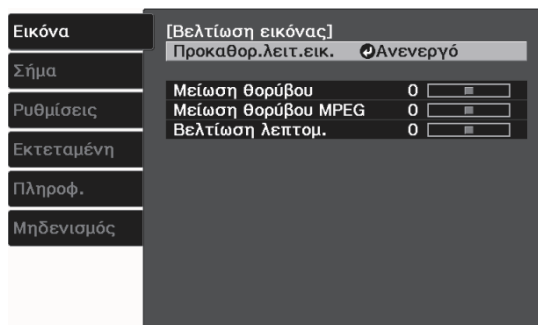 Εικόνα
Σήμα
Ρυθμίσεις
Εκτεταμένη
Πληροφ.
Μηδενισμός
[Βελτίωση εικόνας]
Προκαθορ.λειτ.εικ. Ανενεργό
Μείωση θορύβου 0
Μείωση θορύβου MPEG 0
Βελτίωση λεπτομ. 0